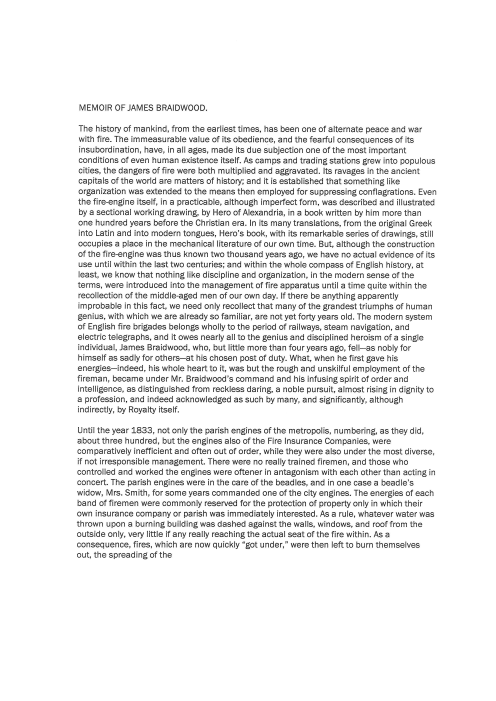 MEMOIR OF JAMES BRAIDWOOD.
The history of mankind, from the earliest times, has been one of alternate peace and war
with fire. The immeasurable value of its obedience, and the fearful consequences of its
insubordination, have, in all ages, made its due subjection one of the most important
conditions of even human existence itself. As camps and trading stations grew into populous
cities, the dangers of fire were both multiplied and aggravated. Its ravages in the ancient
capitals of the world are matters of history; and it is established that something like
organization was extended to the means then employed for suppressing conflagrations. Even
the fire-engine itself, in a practicable, although imperfect form, was described and illustrated
by a sectional working drawing, by Hero of Alexandria, in a book written by him more than
one hundred years before the Christian era. In its many translations, from the original Greek
into Latin and into modern tongues, Hero's book, with its remarkable series of drawings, still
occupies a place in the mechanical literature of our own time. But, although the construction
of the fire-engine was thus known two thousand years ago, we have no actual evidence of its
use until within the last two centuries; and within the whole compass of English history, at
least, we know that nothing like discipline and organization, in the modern sense of the
terms, were introduced into the management of fire apparatus until a time quite within the
recollection of the middle-aged men of our own day. If there be anything apparently
improbable in this fact, we need only recollect that many of the grandest triumphs of human
genius, with which we are already so familiar, are not yet forty years old. The modern system
of English fire brigades belongs wholly to the period of railways, steam navigation, and
electric telegraphs, and it owes nearly all to the genius and disciplined heroism of a single
individual, James Braidwood, who, but little more than four years ago, fell—as nobly for
himself as sadly for others—at his chosen post of duty. What, when he first gave his
energies—indeed, his whole heart to it, was but the rough and unskilful employment of the
fireman, became under Mr. Braidwood's command and his infusing spirit of order and
intelligence, as distinguished from reckless daring, a noble pursuit, almost rising in dignity to
a profession, and indeed acknowledged as such by many, and significantly, although
indirectly, by Royalty itself.
Until the year 1833, not only the parish engines of the metropolis, numbering, as they did,
about three hundred, but the engines also of the Fire Insurance Companies, were
comparatively inefficient and often out of order, while they were also under the most diverse,
if not irresponsible management. There were no really trained firemen, and those who
controlled and worked the engines were oftener in antagonism with each other than acting in
concert. The parish engines were in the care of the beadles, and in one case a beadle's
widow, Mrs. Smith, for some years commanded one of the city engines. The energies of each
band of firemen were commonly reserved for the protection of property only in which their
own insurance company or parish was immediately interested. As a rule, whatever water was
thrown upon a burning building was dashed against the walls, windows, and roof from the
outside only, very little if any really reaching the actual seat of the fire within. As a
consequence, fires, which are now quickly "got under," were then left to burn themselves
out, the spreading of the